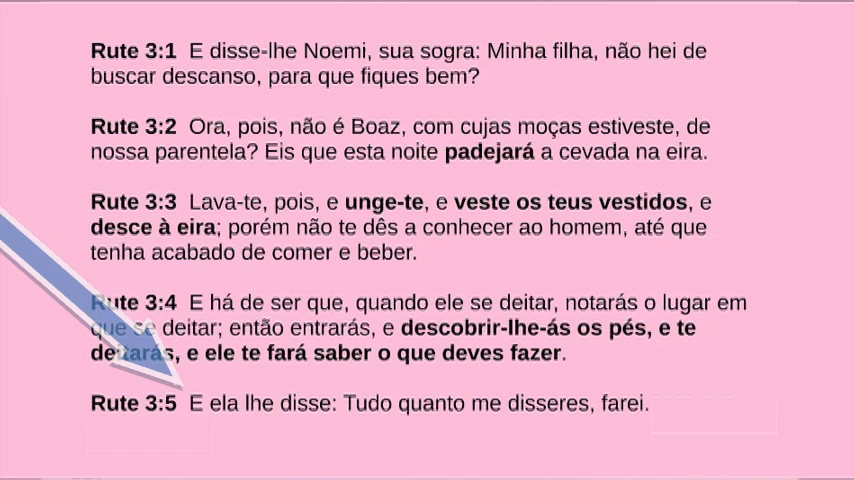 Rute 3:1 E disse-lhe Noemi, sua sogra: Minha filha, não hei de
buscar descanso, para que fiques bem?
Rute 3:2 Ora, pois, não é Boaz, com cujas moças estiveste, de
nossa parentela? Eis que esta noite padejará a cevada na eira.
Rute 3:3 Lava-te, pois, e unge-te, e veste os teus vestidos, e
desce à eira; porém não te dês a conhecer ao homem, até que
tenha acabado de comer e beber.
Rute 3:4 E há de ser que, quando ele se deitar, notarás o lugar em
que se deitar; então entrarás, e descobrir-lhe-ás os pés, e te
deitarás, e ele te fará saber o que deves fazer.
Rute 3:5 E ela lhe disse: Tudo quanto me disseres, farei.